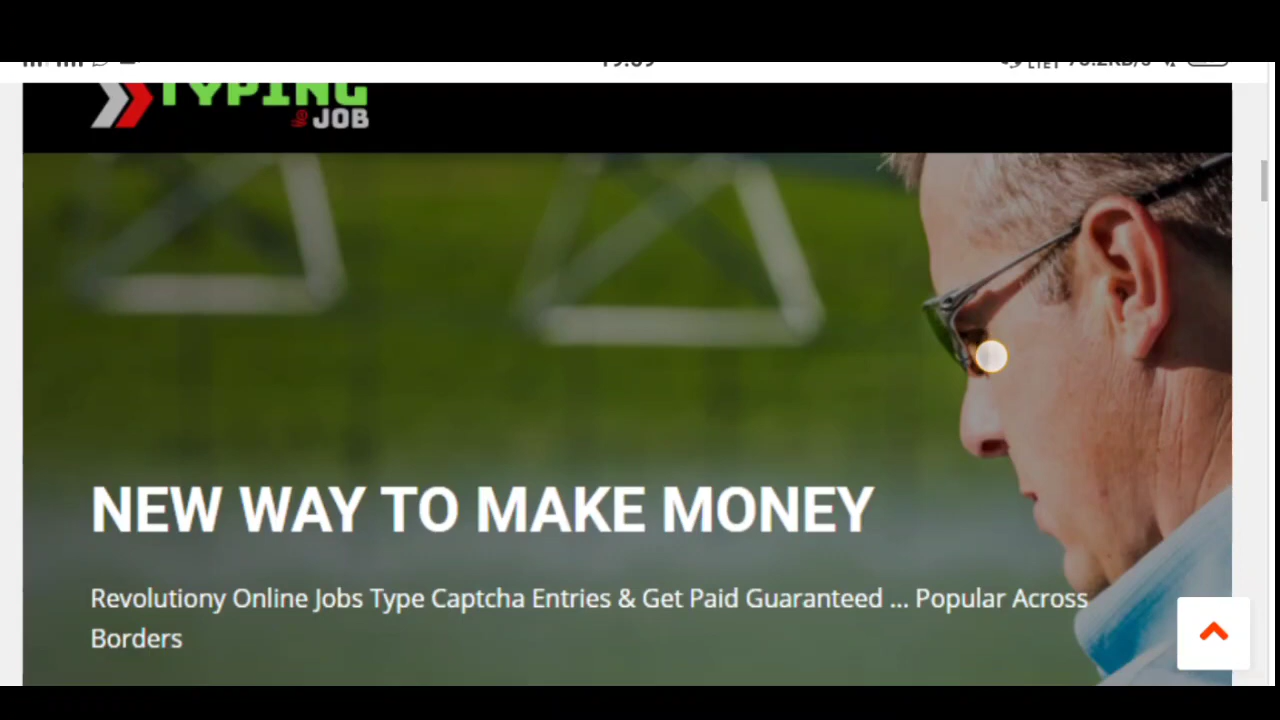 TYPING
JOB
NEW WAY TO MAKE MONEY
Revolutiony Online Jobs Type Captcha Entries & Get Paid Guaranteed ... Popular Across
Borders